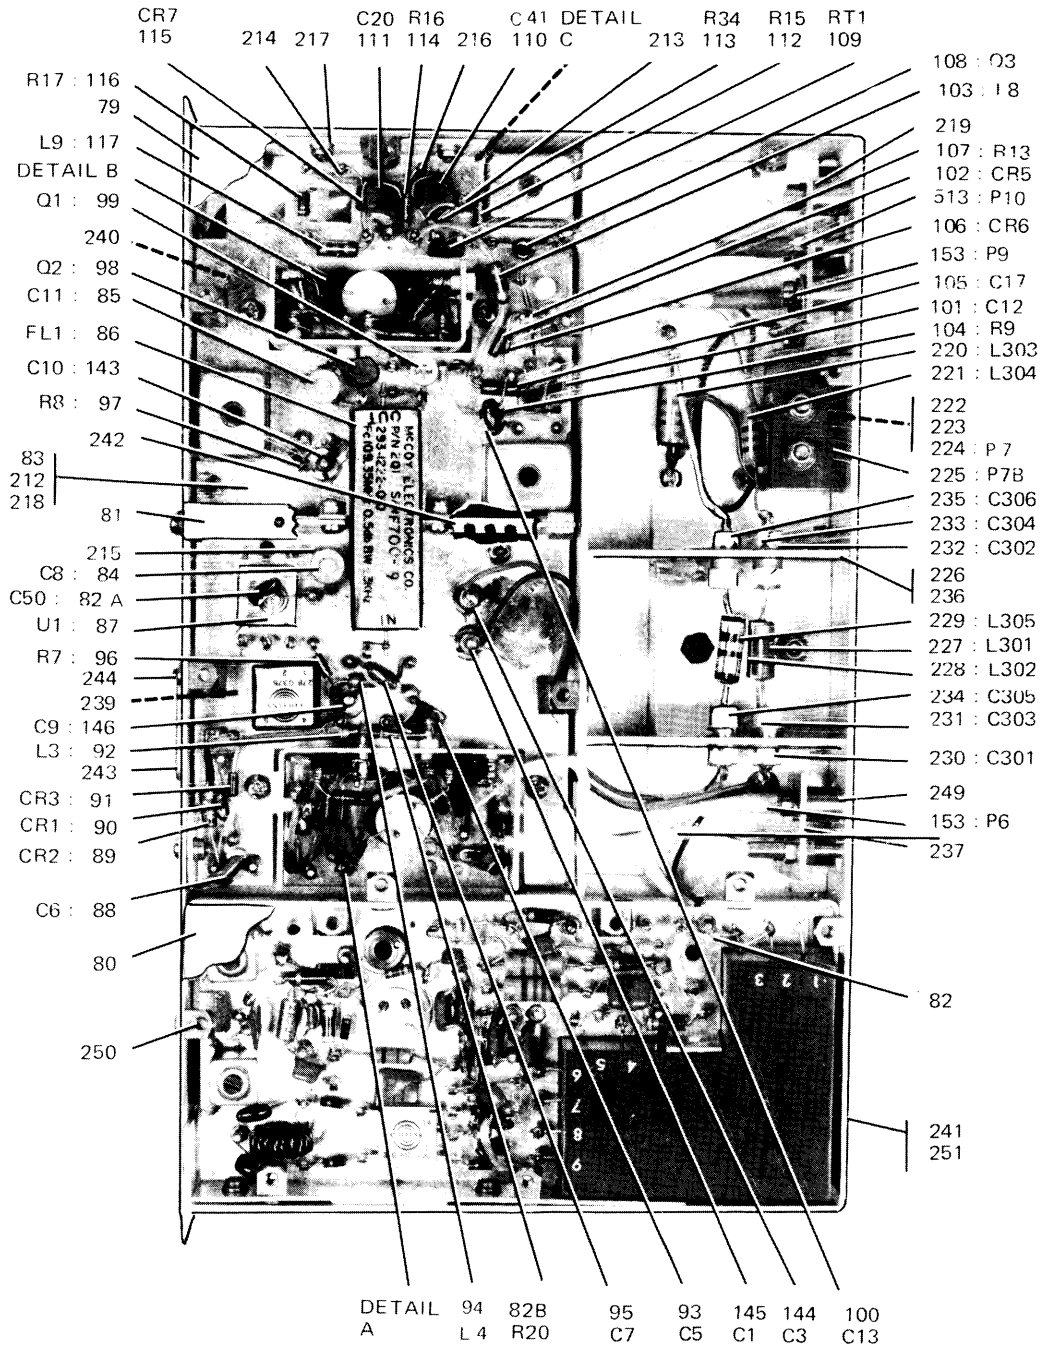 CR7 C20 R16 C41 DETAIL R34 R15 RT1
115 214 217 111 114 216 110 C 213 113 112 109
R17 : 116
79
L9 : 117
DETAIL B
Q1 : 99
240
Q2 : 98
C11 : 85
FL1 : 86
C10 : 143
R8 : 97
242
83
212
218
81
215
C8 : 84
C50 : 82 A
U1 : 87
R7 : 96
244
239
C9 : 146
L3 : 92
243
CR3 : 91
CR1 : 90
CR2 : 89
C6 : 88
80
250
108 : Q3
103 : L8
219
107 : R13
102 : CR5
513 : P10
106 : CR6
153 : P9
105 : C17
101 : C12
104 : R9
220 : L303
221 : L304
222
223
224 : P7
225 : P7B
235 : C306
233 : C304
232 : C302
226
236
229 : L305
227 : L301
228 : L302
234 : C305
231 : C303
230 : C301
249
153 : P6
237
82
241
251
MCCOY ELECTRONICS CO.
IN
1 2 3
4 5 6
7
8
9
DETAIL 94 82B 95 93 145 144 100
A L4 R20 C7 C5 C1 C3 C13